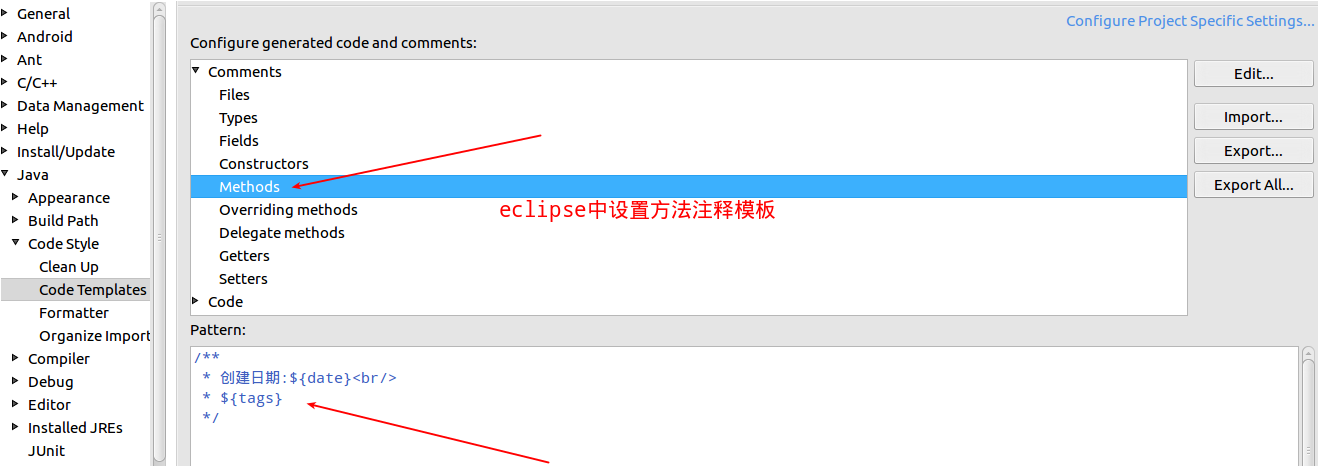 General
Android
Ant
C/C++
Data Management
Help
Install/Update
Java
Appearance
Build Path
Code Style
Clean Up
Code Templates
Formatter
Organize Import
Compiler
Debug
Editor
Installed JREs
JUnit
Configure Project Specific Settings...
Configure generated code and comments:
Comments
Files
Types
Fields
Constructors
Methods
eclipse中设置方法注释模板
Overriding methods
Delegate methods
Getters
Setters
Code
Edit...
Import...
Export...
Export All...
Pattern:
/**
* 创建日期:${date}<br/>
* ${tags}
*/